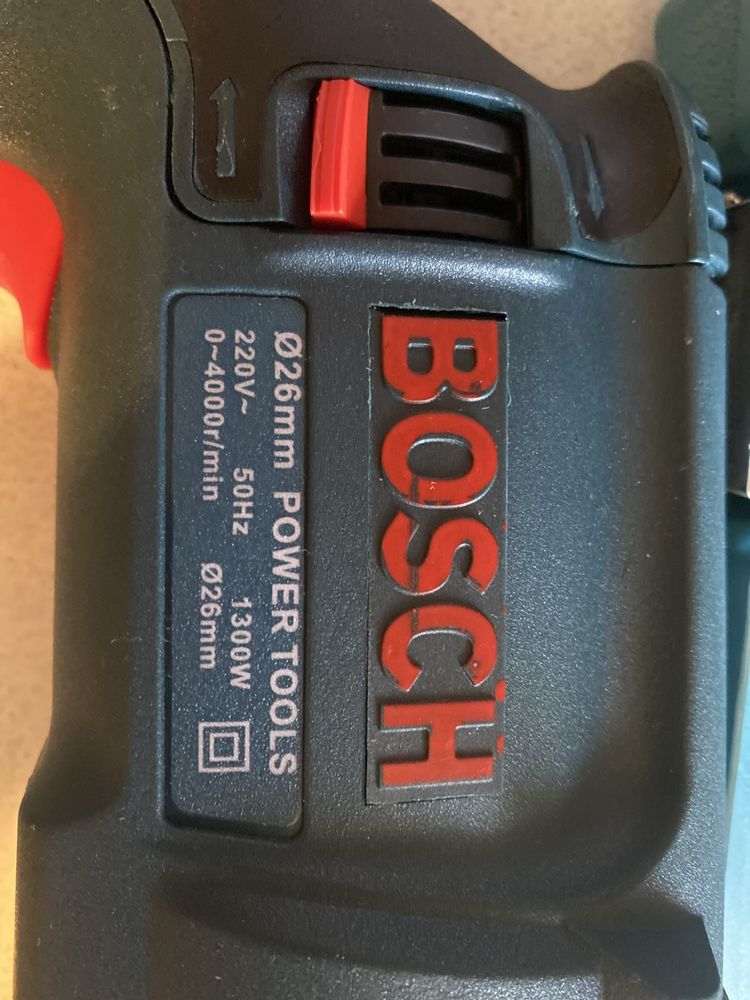 BOSCH
Ø26mm POWER TOOLS
220V~ 50Hz 1300W
0~4000r/min Ø26mm